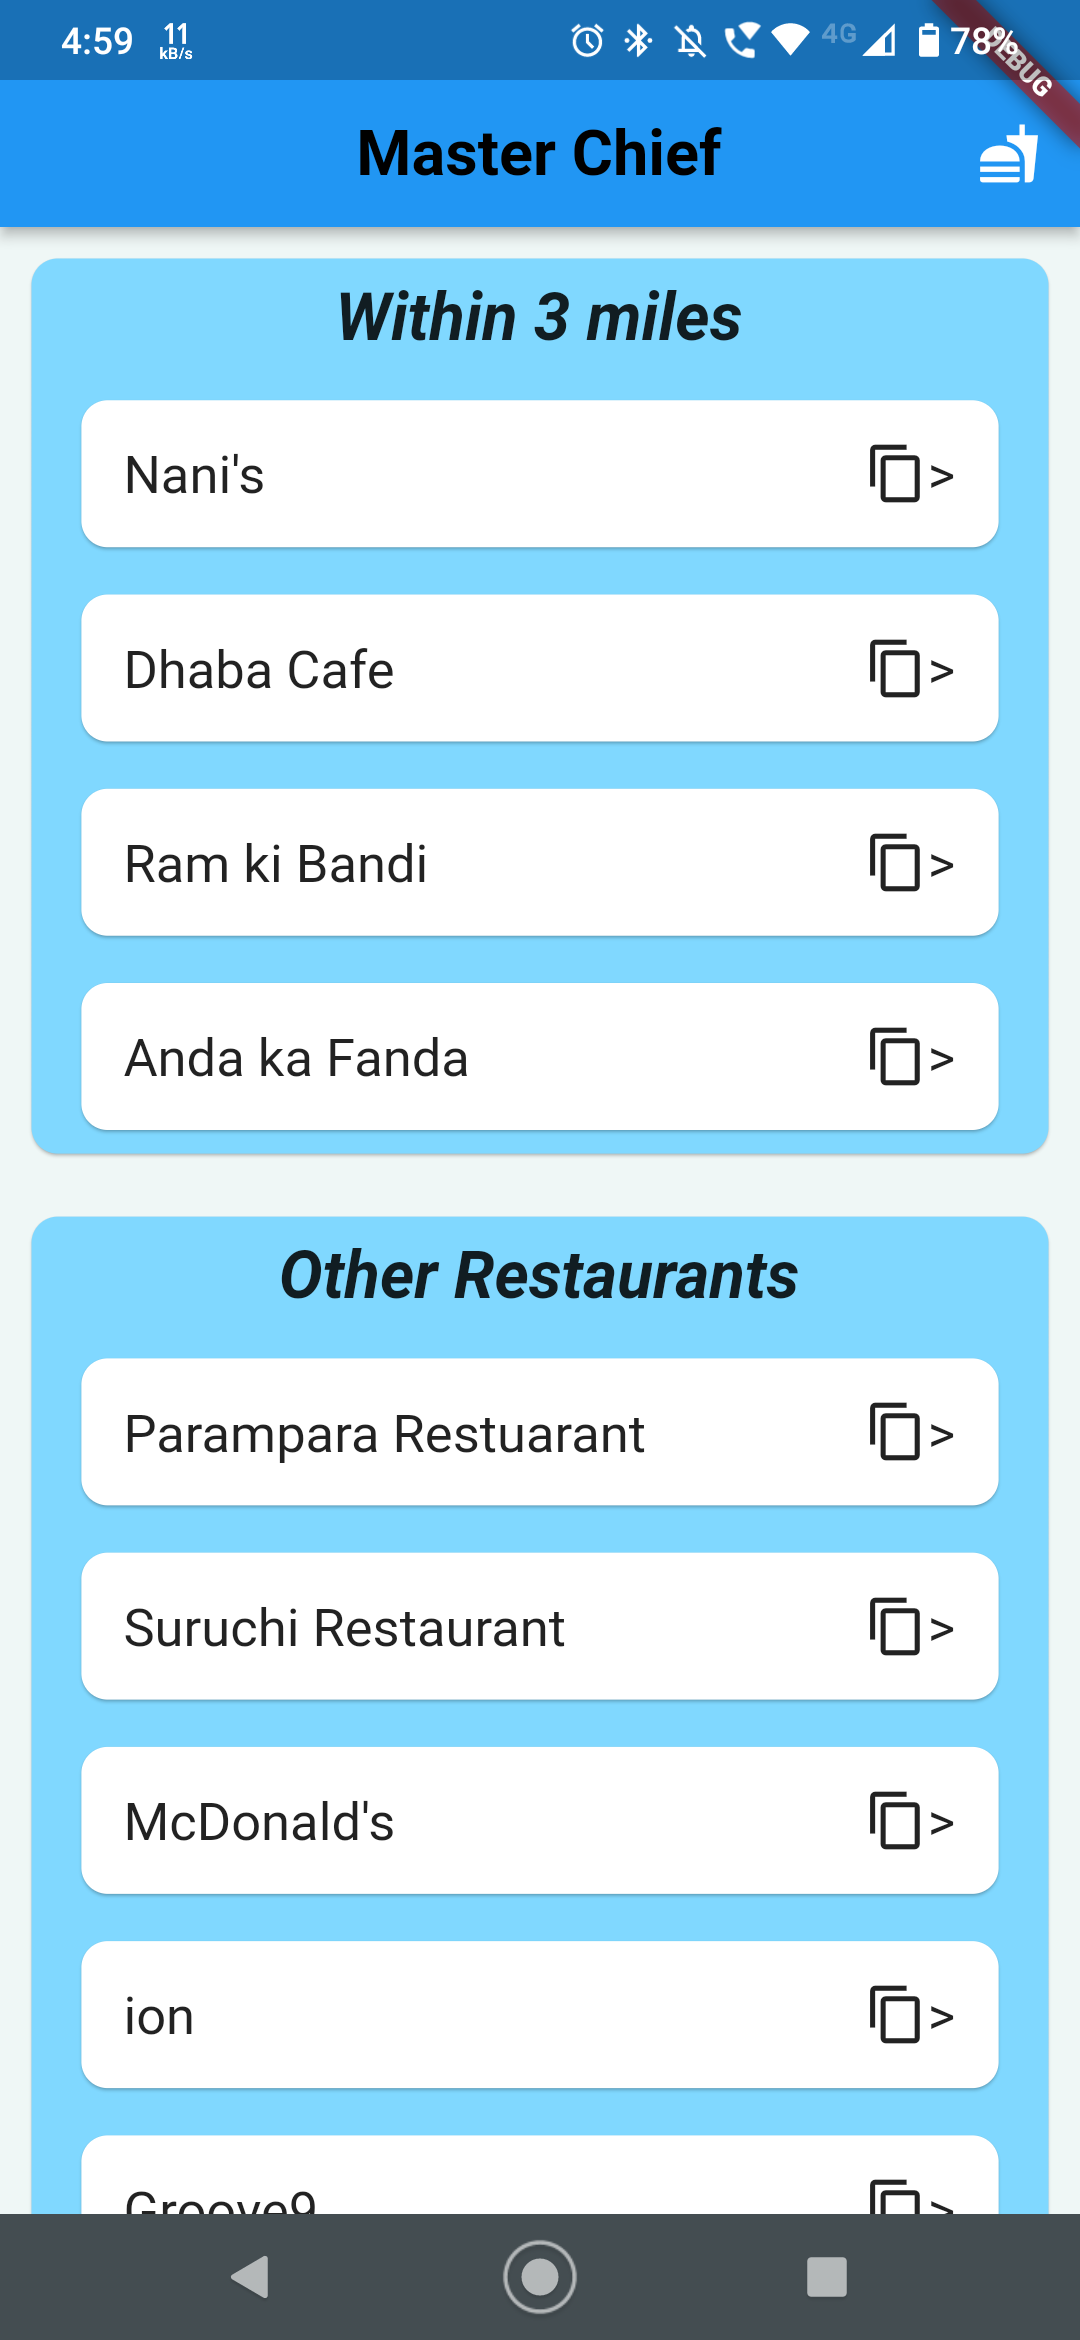 4:59 11 kB/s 4G 78%
DEBUG
Master Chief
Within 3 miles
Nani's >
Dhaba Cafe >
Ram ki Bandi >
Anda ka Fanda >
Other Restaurants
Parampara Restuarant >
Suruchi Restaurant >
McDonald's >
ion >
Groove9 >